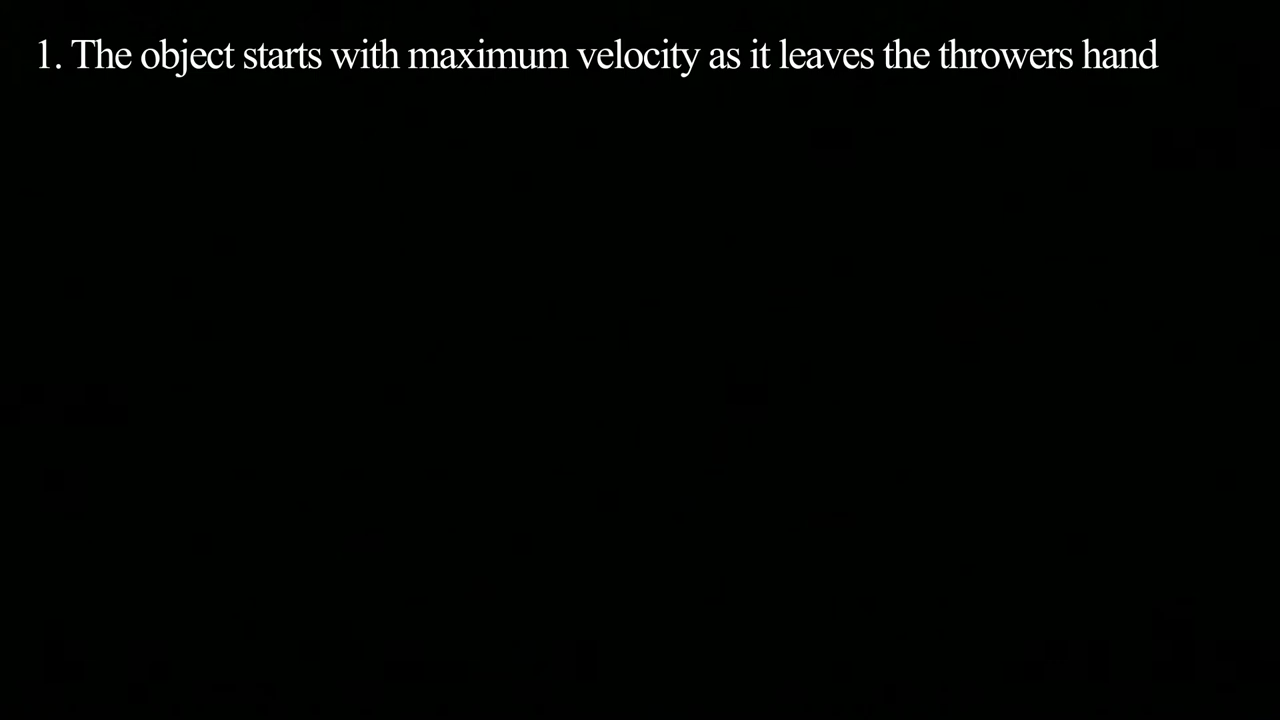 1. The object starts with maximum velocity as it leaves the throwers hand